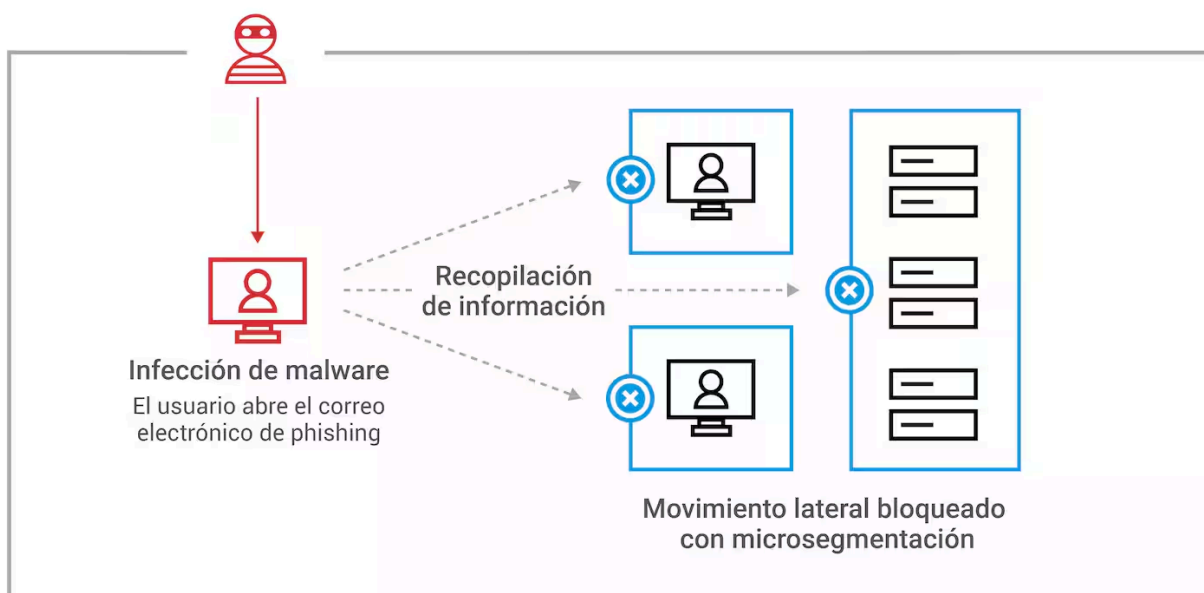 Recopilación
de información
Infección de malware
El usuario abre el correo
electrónico de phishing
Movimiento lateral bloqueado
con microsegmentación